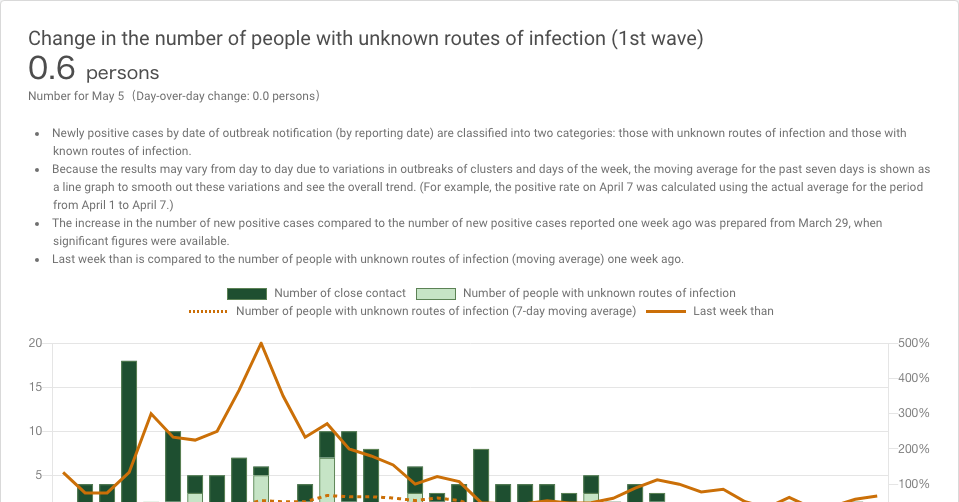 Change in the number of people with unknown routes of infection (1st wave)
0.6 persons
Number for May 5 (Day-over-day change: 0.0 persons)
Newly positive cases by date of outbreak notification (by reporting date) are classified into two categories: those with unknown routes of infection and those with
known routes of infection.
Because the results may vary from day to day due to variations in outbreaks of clusters and days of the week, the moving average for the past seven days is shown as
a line graph to smooth out these variations and see the overall trend. (For example, the positive rate on April 7 was calculated using the actual average for the period
from April 1 to April 7.)
The increase in the number of new positive cases compared to the number of new positive cases reported one week ago was prepared from March 29, when
significant figures were available.
Last week than is compared to the number of people with unknown routes of infection (moving average) one week ago.
Number of close contact Number of people with unknown routes of infection
Number of people with unknown routes of infection (7-day moving average) Last week than
20 500%
400%
15
300%
10
200%
5
100%